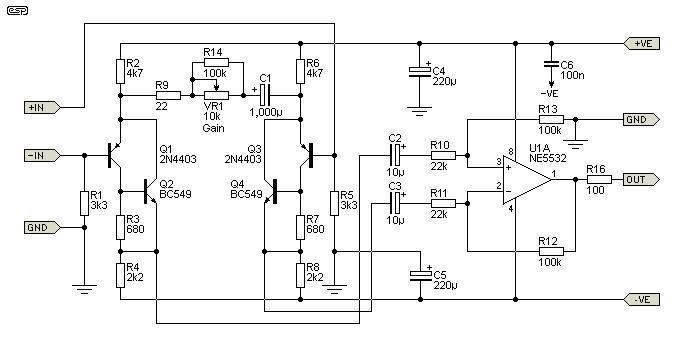 esp
R2
4k7
R14
100k
R6
4k7
+VE
C6
100n
-VE
C4
220µ
R9
22
C1
1,000µ
VR1
10k
Gain
+IN
R13
100k
GND
-IN
Q1
2N4403
Q3
2N4403
C2
10µ
R10
22k
U1A
NE5532
8
3
+
1
2
-
4
R16
100
OUT
Q2
BC549
Q4
BC549
C3
10µ
R11
22k
R1
3k3
R5
3k3
GND
R3
680
R7
680
R12
100k
R4
2k2
R8
2k2
C5
220µ
-VE
+
+
+
+
+